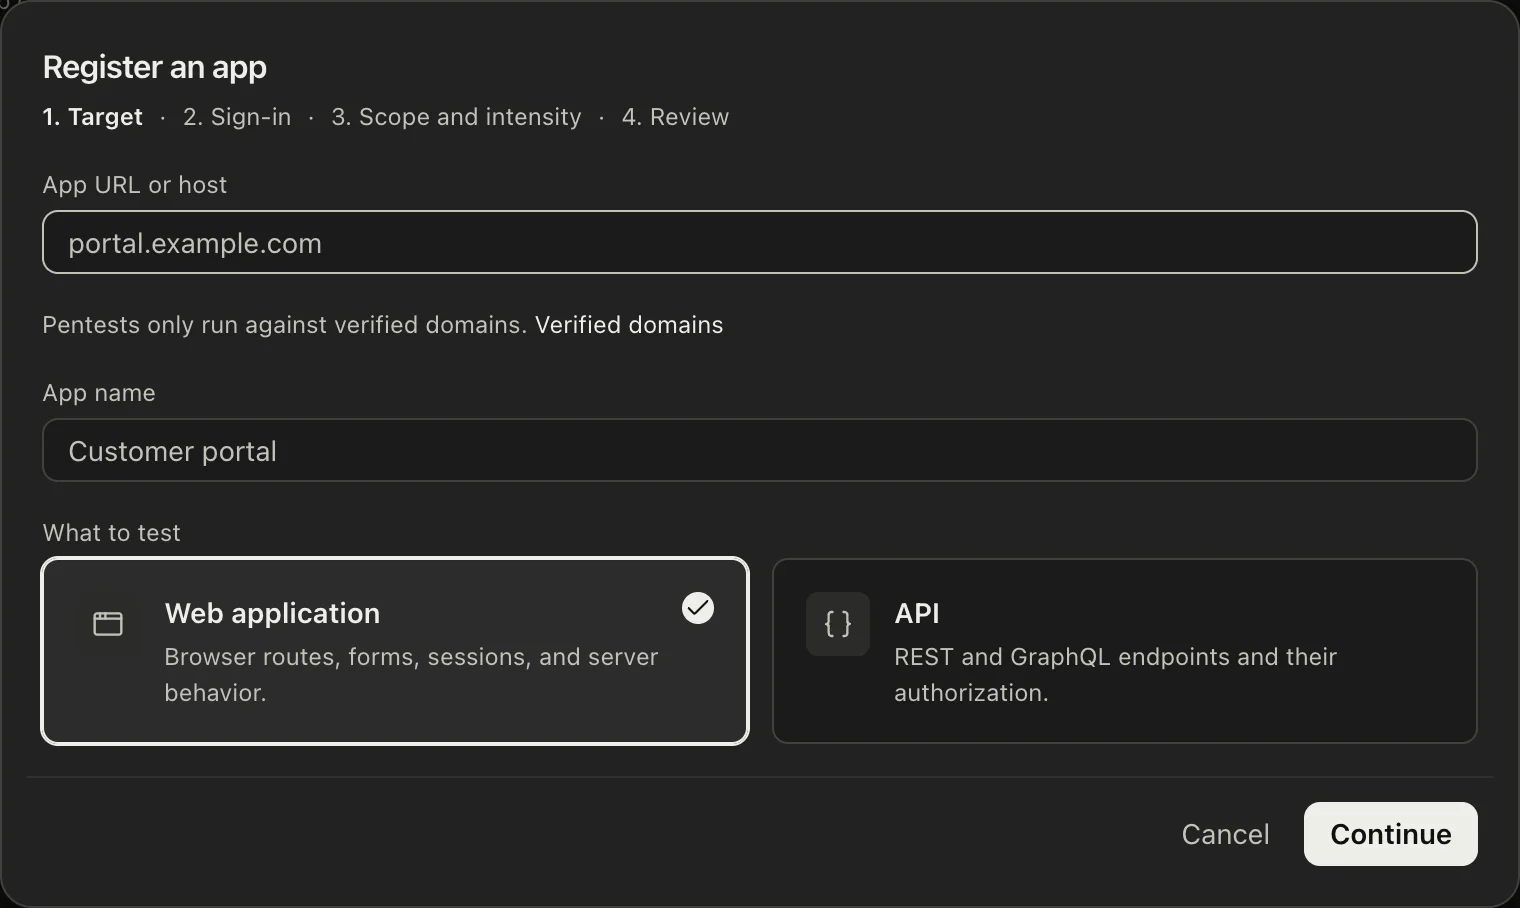 Register an app
1. Target · 2. Sign-in · 3. Scope and intensity · 4. Review
App URL or host
portal.example.com
Pentests only run against verified domains. Verified domains
App name
Customer portal
What to test
Web application
Browser routes, forms, sessions, and server
behavior.
{ } API
REST and GraphQL endpoints and their
authorization.
Cancel Continue